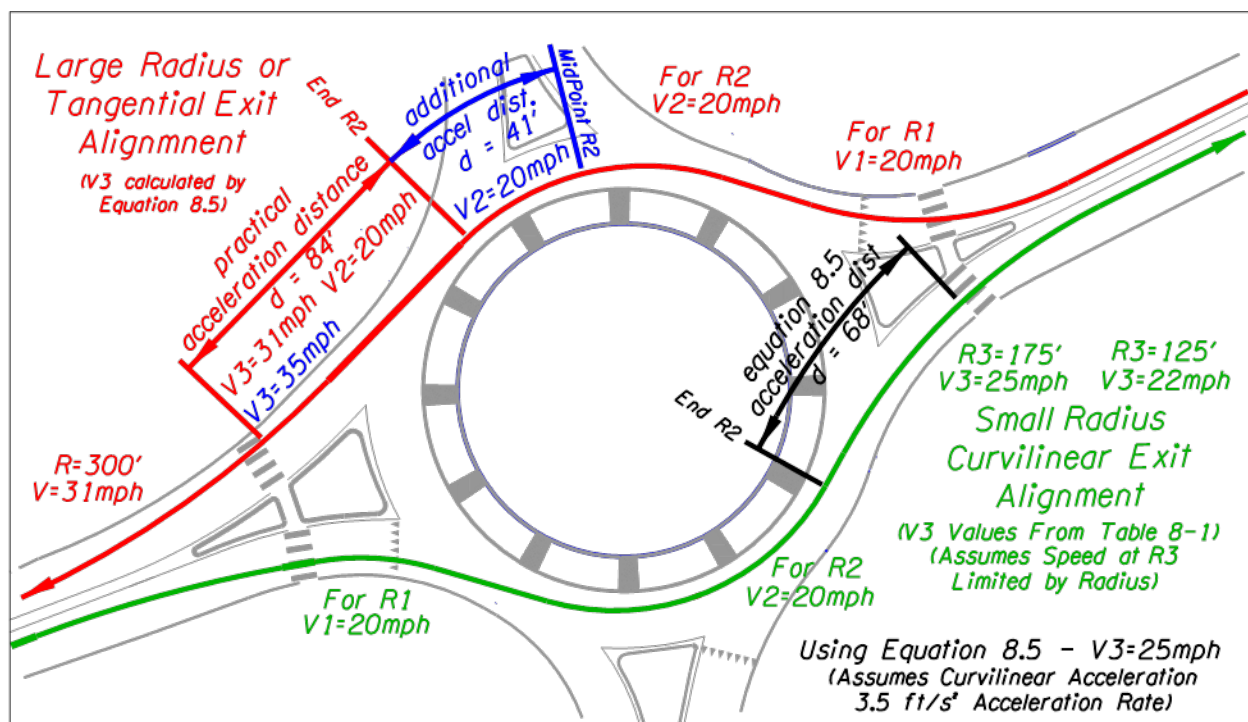 Large Radius or
Tangential Exit
Alignmnent
(V3 calculated by
Equation 8.5)
End R2
additional
accel dist.
d = 41'
V2=20mph
MidPoint R2
practical
acceleration distance
d = 84'
V3=31mph V2=20mph
V3=35mph
For R2
V2=20mph
For R1
V1=20mph
equation 8.5
acceleration dist
d = 68'
End R2
R3=175'
V3=25mph
R3=125'
V3=22mph
Small Radius
Curvilinear Exit
Alignment
(V3 Values From Table 8-1)
(Assumes Speed at R3
Limited by Radius)
R=300'
V=31mph
For R1
V1=20mph
For R2
V2=20mph
Using Equation 8.5 - V3=25mph
(Assumes Curvilinear Acceleration
3.5 ft/s² Acceleration Rate)